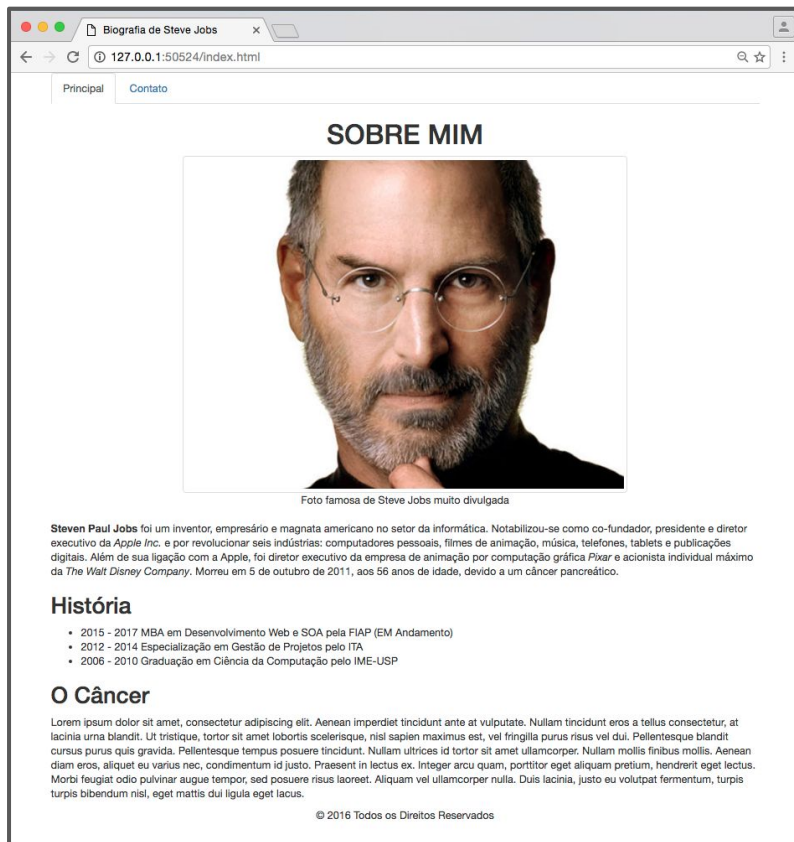 Biografia de Steve Jobs
127.0.0.1:50524/index.html
Principal Contato
SOBRE MIM
Foto famosa de Steve Jobs muito divulgada
Steven Paul Jobs foi um inventor, empresário e magnata americano no setor da informática. Notabilizou-se como co-fundador, presidente e diretor
executivo da Apple Inc. e por revolucionar seis indústrias: computadores pessoais, filmes de animação, música, telefones, tablets e publicações
digitais. Além de sua ligação com a Apple, foi diretor executivo da empresa de animação por computação gráfica Pixar e acionista individual máximo
da The Walt Disney Company. Morreu em 5 de outubro de 2011, aos 56 anos de idade, devido a um câncer pancreático.
História
• 2015 - 2017 MBA em Desenvolvimento Web e SOA pela FIAP (EM Andamento)
• 2012 - 2014 Especialização em Gestão de Projetos pelo ITA
• 2006 - 2010 Graduação em Ciência da Computação pelo IME-USP
O Câncer
Lorem ipsum dolor sit amet, consectetur adipiscing elit. Aenean imperdiet tincidunt ante at vulputate. Nullam tincidunt eros a tellus consectetur, at
lacinia urna blandit. Ut tristique, tortor sit amet lobortis scelerisque, nisl sapien maximus est, vel fringilla purus risus vel dui. Pellentesque blandit
cursus purus quis gravida. Pellentesque tempus posuere tincidunt. Nullam ultrices id tortor sit amet ullamcorper. Nullam mollis finibus mollis. Aenean
diam eros, aliquet eu varius nec, condimentum id justo. Praesent in lectus ex. Integer arcu quam, porttitor eget aliquam pretium, hendrerit eget lectus.
Morbi feugiat odio pulvinar augue tempor, sed posuere risus laoreet. Aliquam vel ullamcorper nulla. Duis lacinia, justo eu volutpat fermentum, turpis
turpis bibendum nisl, eget mattis dui ligula eget lacus.
© 2016 Todos os Direitos Reservados